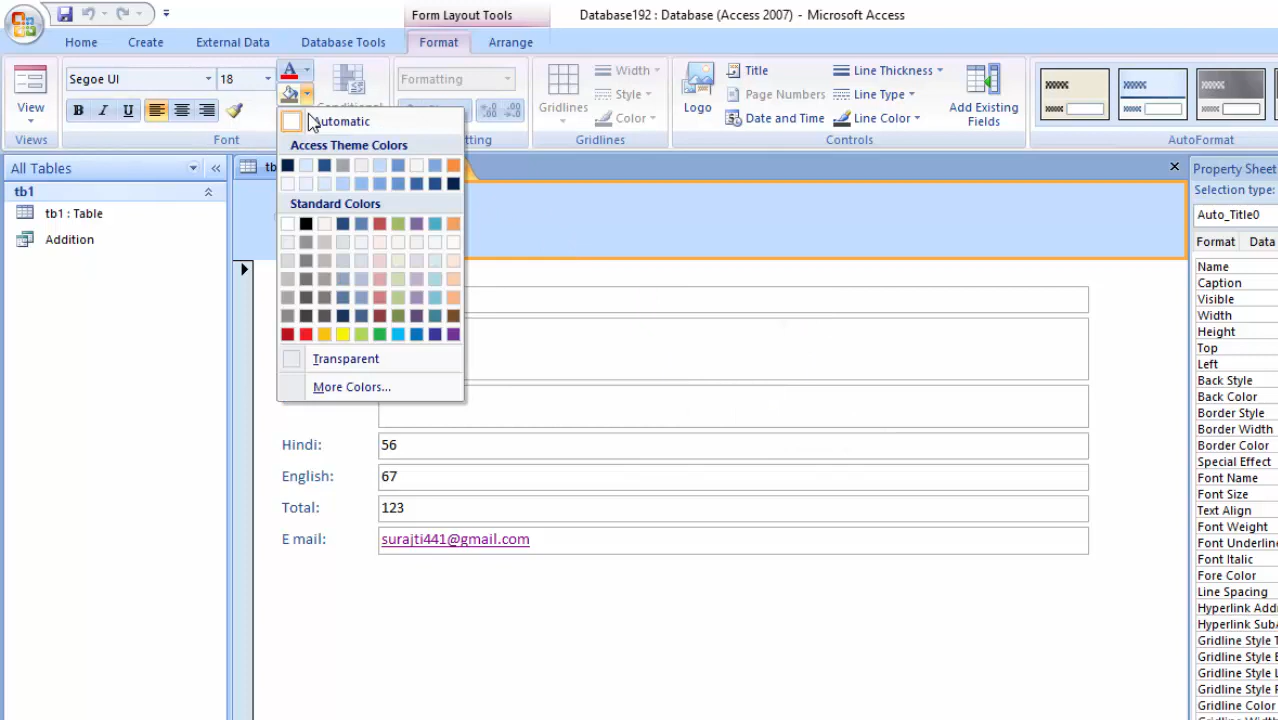 Form Layout Tools
Database192 : Database (Access 2007) - Microsoft Access
Home Create External Data Database Tools Format Arrange
View
Views
Segoe UI 18
B I U
Font
Conditional
Formatting
Gridlines
Width
Style
Color
Gridlines
Logo
Title
Page Numbers
Date and Time
Line Thickness
Line Type
Line Color
Add Existing
Fields
Controls
AutoFormat
Automatic
Access Theme Colors
Standard Colors
Transparent
More Colors...
All Tables
tb1
tb1 : Table
Addition
Hindi: 56
English: 67
Total: 123
E mail: surajti441@gmail.com
Property Sheet
Selection type:
Auto_Title0
Format Data
Name
Caption
Visible
Width
Height
Top
Left
Back Style
Back Color
Border Style
Border Width
Border Color
Special Effect
Font Name
Font Size
Text Align
Font Weight
Font Underlin
Font Italic
Fore Color
Line Spacing
Hyperlink Add
Hyperlink SubA
Gridline Style T
Gridline Style B
Gridline Style L
Gridline Style R
Gridline Color